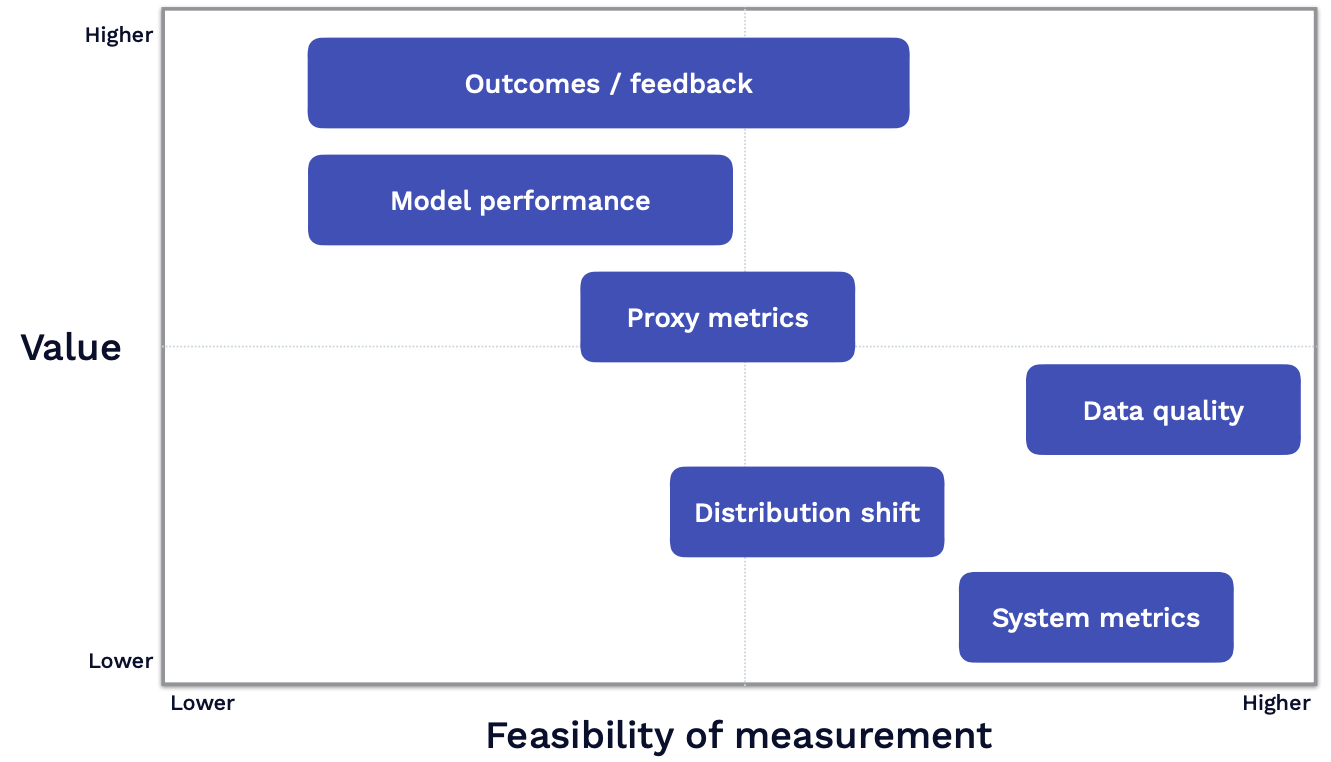 Higher
Outcomes / feedback
Model performance
Proxy metrics
Value
Data quality
Distribution shift
System metrics
Lower
Lower
Higher
Feasibility of measurement